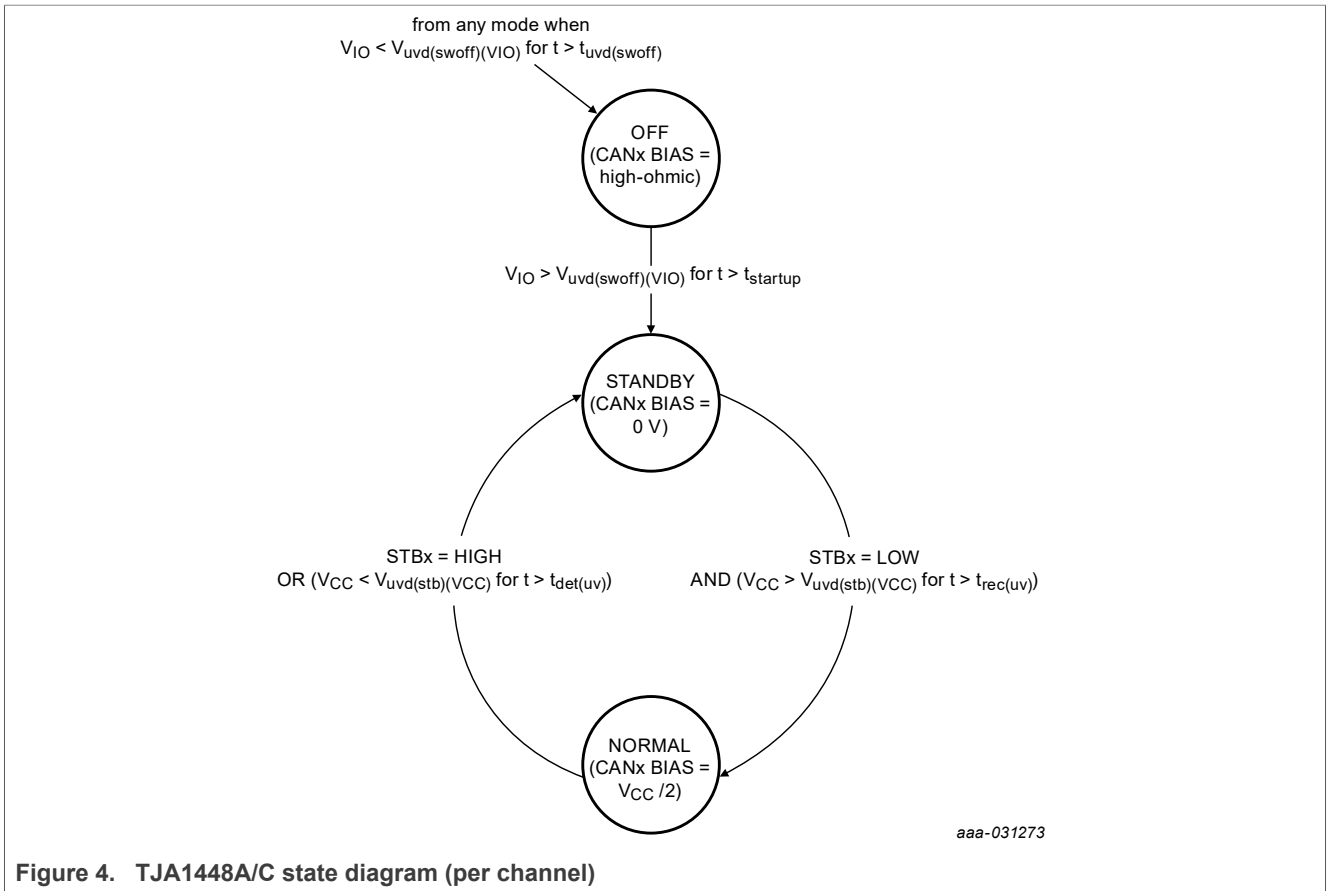 from any mode when
VIO < Vuvd(swoff)(VIO) for t > tuvd(swoff)
OFF
(CANx BIAS =
high-ohmic)
VIO > Vuvd(swoff)(VIO) for t > tstartup
STANDBY
(CANx BIAS =
0 V)
STBx = HIGH
OR (VCC < Vuvd(stb)(VCC) for t > tdet(uv))
STBx = LOW
AND (VCC > Vuvd(stb)(VCC) for t > trec(uv))
NORMAL
(CANx BIAS =
VCC /2)
aaa-031273
Figure 4. TJA1448A/C state diagram (per channel)